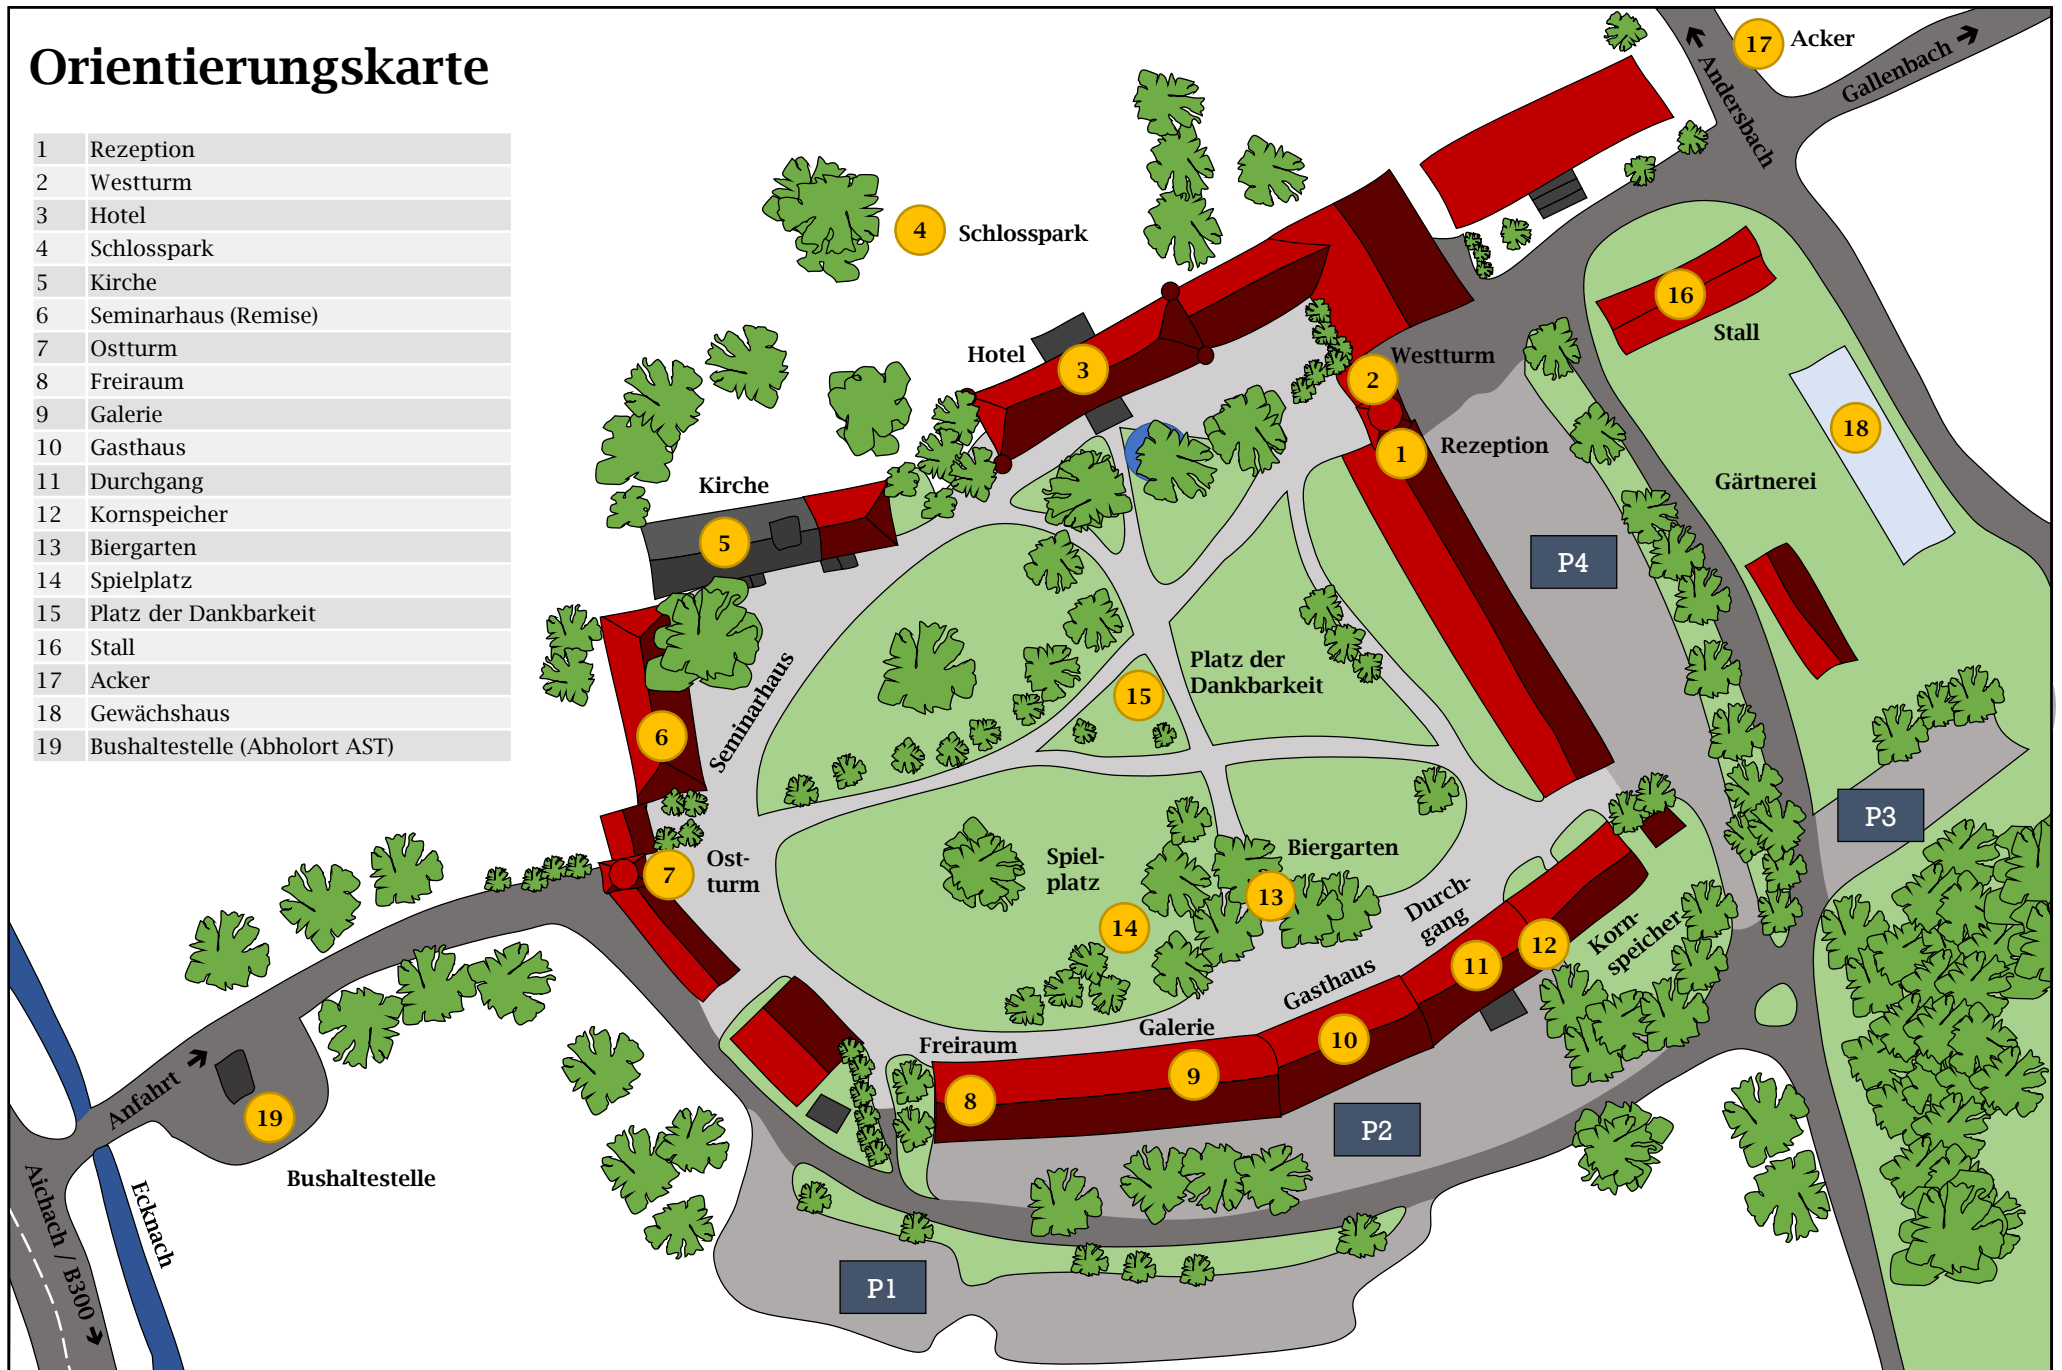 Orientierungskarte
1 Rezeption
2 Westturm
3 Hotel
4 Schlosspark
5 Kirche
6 Seminarhaus (Remise)
7 Ostturm
8 Freiraum
9 Galerie
10 Gasthaus
11 Durchgang
12 Kornspeicher
13 Biergarten
14 Spielplatz
15 Platz der Dankbarkeit
16 Stall
17 Acker
18 Gewächshaus
19 Bushaltestelle (Abholort AST)
17 Acker
Andersbach
Gallenbach
4 Schlosspark
16
Stall
Hotel
3
2
Westturm
18
1
Rezeption
Gärtnerei
Kirche
5
P4
Platz der
Dankbarkeit
15
Seminarhaus
6
P3
7
Ost-
turm
Spiel-
platz
14
Biergarten
13
Durch-
gang
11
12
Korn-
speicher
Gasthaus
10
Galerie
9
Freiraum
8
P2
Anfahrt
19
Bushaltestelle
Ecknach
Aichach / B300
P1